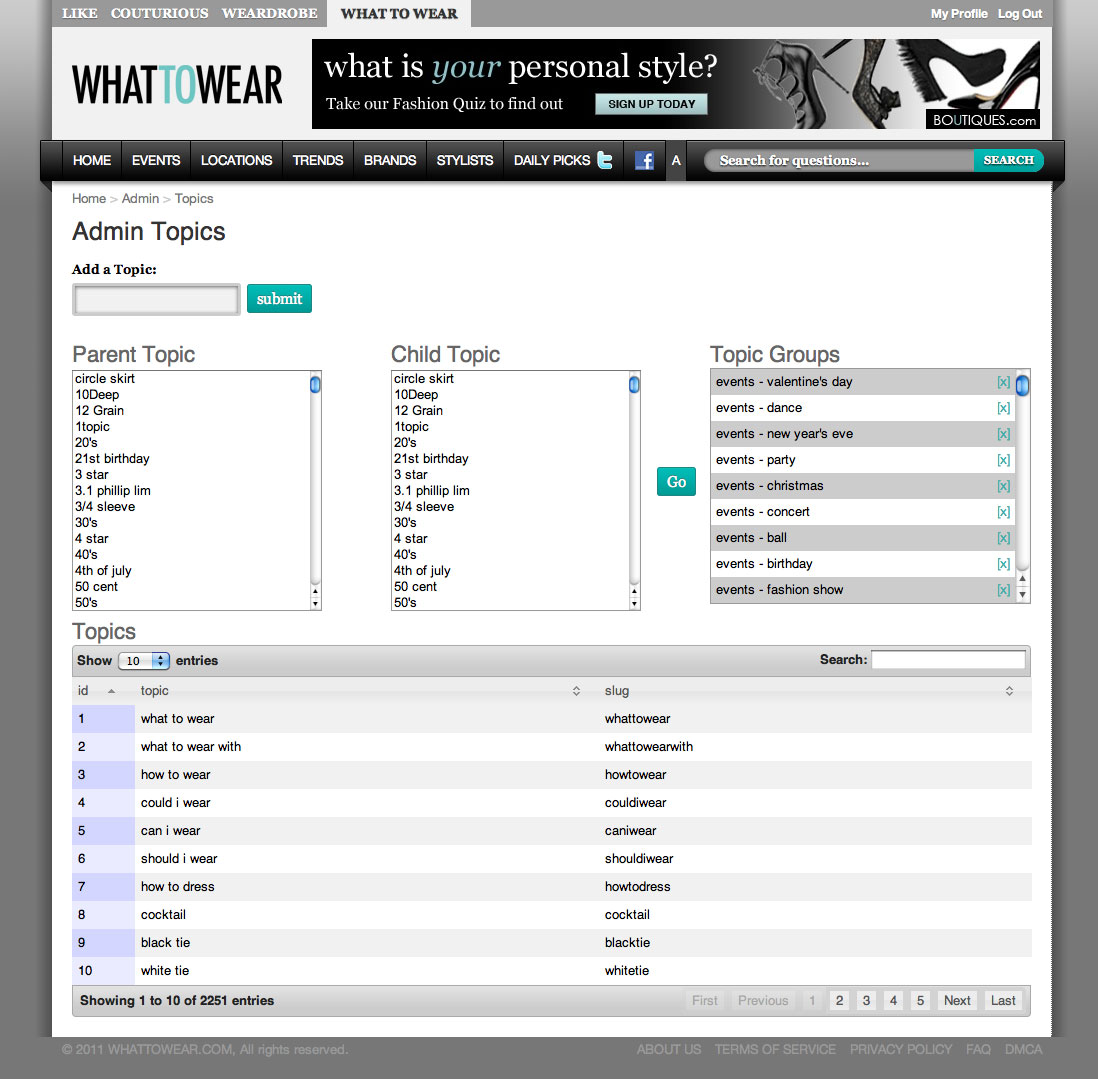 LIKE COUTURIOUS WEARDROBE WHAT TO WEAR My Profile Log Out
WHATTOWEAR
what is your personal style?
Take our Fashion Quiz to find out SIGN UP TODAY
BOUTIQUES.com
HOME EVENTS LOCATIONS TRENDS BRANDS STYLISTS DAILY PICKS t f A Search for questions... SEARCH
Home > Admin > Topics
Admin Topics
Add a Topic:
submit
Parent Topic
circle skirt
10Deep
12 Grain
1topic
20's
21st birthday
3 star
3.1 phillip lim
3/4 sleeve
30's
4 star
40's
4th of july
50 cent
50's
Child Topic
circle skirt
10Deep
12 Grain
1topic
20's
21st birthday
3 star
3.1 phillip lim
3/4 sleeve
30's
4 star
40's
4th of july
50 cent
50's
Go
Topic Groups
events - valentine's day [x]
events - dance [x]
events - new year's eve [x]
events - party [x]
events - christmas [x]
events - concert [x]
events - ball [x]
events - birthday [x]
events - fashion show [x]
Topics
Show 10 entries Search:
id topic slug
1 what to wear whattowear
2 what to wear with whattowearwith
3 how to wear howtowear
4 could i wear couldiwear
5 can i wear caniwear
6 should i wear shouldiwear
7 how to dress howtodress
8 cocktail cocktail
9 black tie blacktie
10 white tie whitetie
Showing 1 to 10 of 2251 entries First Previous 1 2 3 4 5 Next Last
© 2011 WHATTOWEAR.COM, All rights reserved. ABOUT US TERMS OF SERVICE PRIVACY POLICY FAQ DMCA